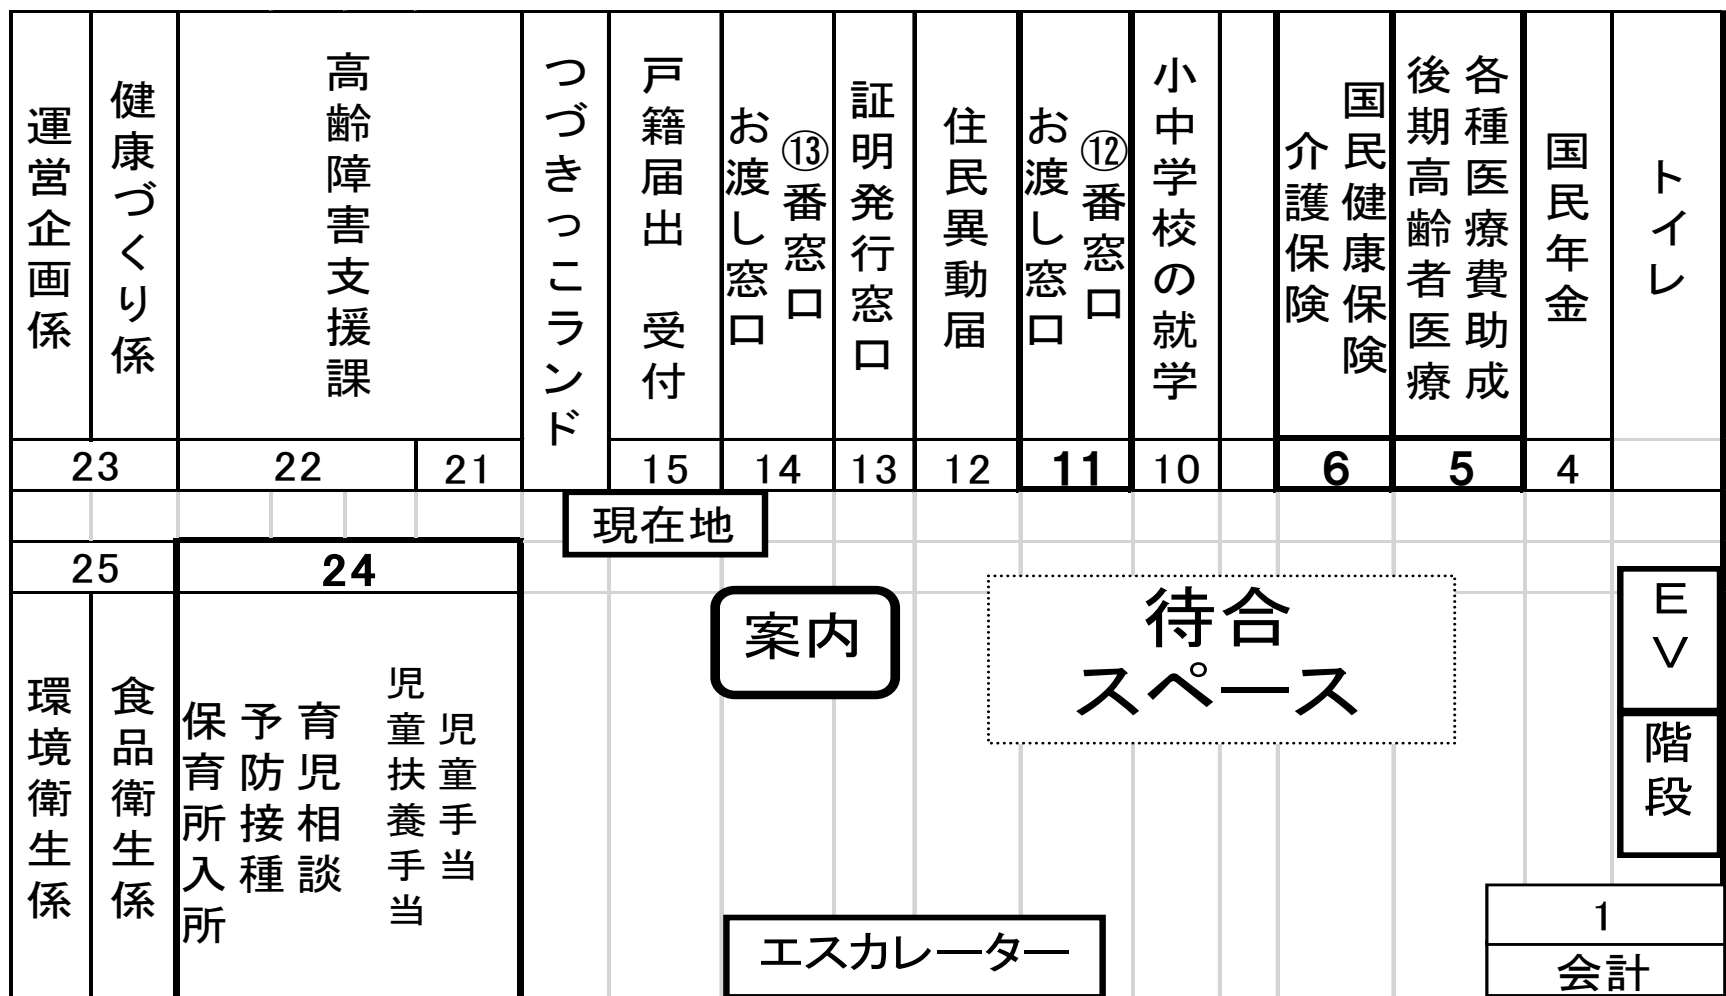 運営企画係
健康づくり係
高齢障害支援課
つづきっこランド
戸籍届出　受付
⑬番窓口
お渡し窓口
証明発行窓口
住民異動届
⑫番窓口
お渡し窓口
小中学校の就学
国民健康保険
介護保険
各種医療費助成
後期高齢者医療
国民年金
トイレ
23
22
21
15
14
13
12
11
10
6
5
4
現在地
25
24
環境衛生係
食品衛生係
児童手当
児童扶養手当
育児相談
予防接種
保育所入所
案内
待合
スペース
EV
階段
エスカレーター
1
会計